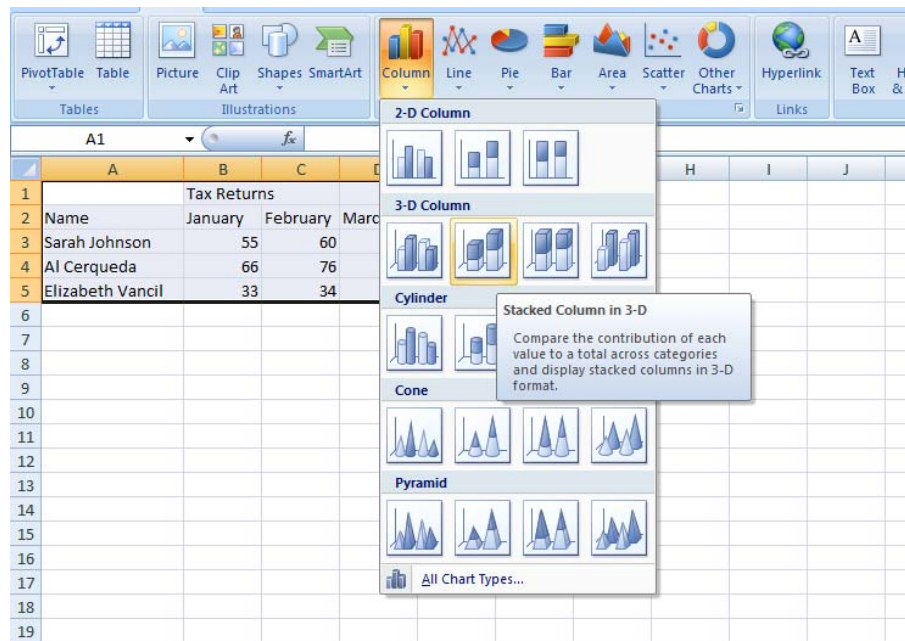 PivotTable Table Picture Clip Art Shapes SmartArt Column Line Pie Bar Area Scatter Other Charts Hyperlink Text Box
Tables Illustrations Links
A1 fx
2-D Column
A B C H I J
1 Tax Returns
2 Name January February
3 Sarah Johnson 55 60
4 Al Cerqueda 66 76
5 Elizabeth Vancil 33 34
6
7
8
9
10
11
12
13
14
15
16
17
18
19
3-D Column
Cylinder
Stacked Column in 3-D
Compare the contribution of each
value to a total across categories
and display stacked columns in 3-D
format.
Cone
Pyramid
All Chart Types...